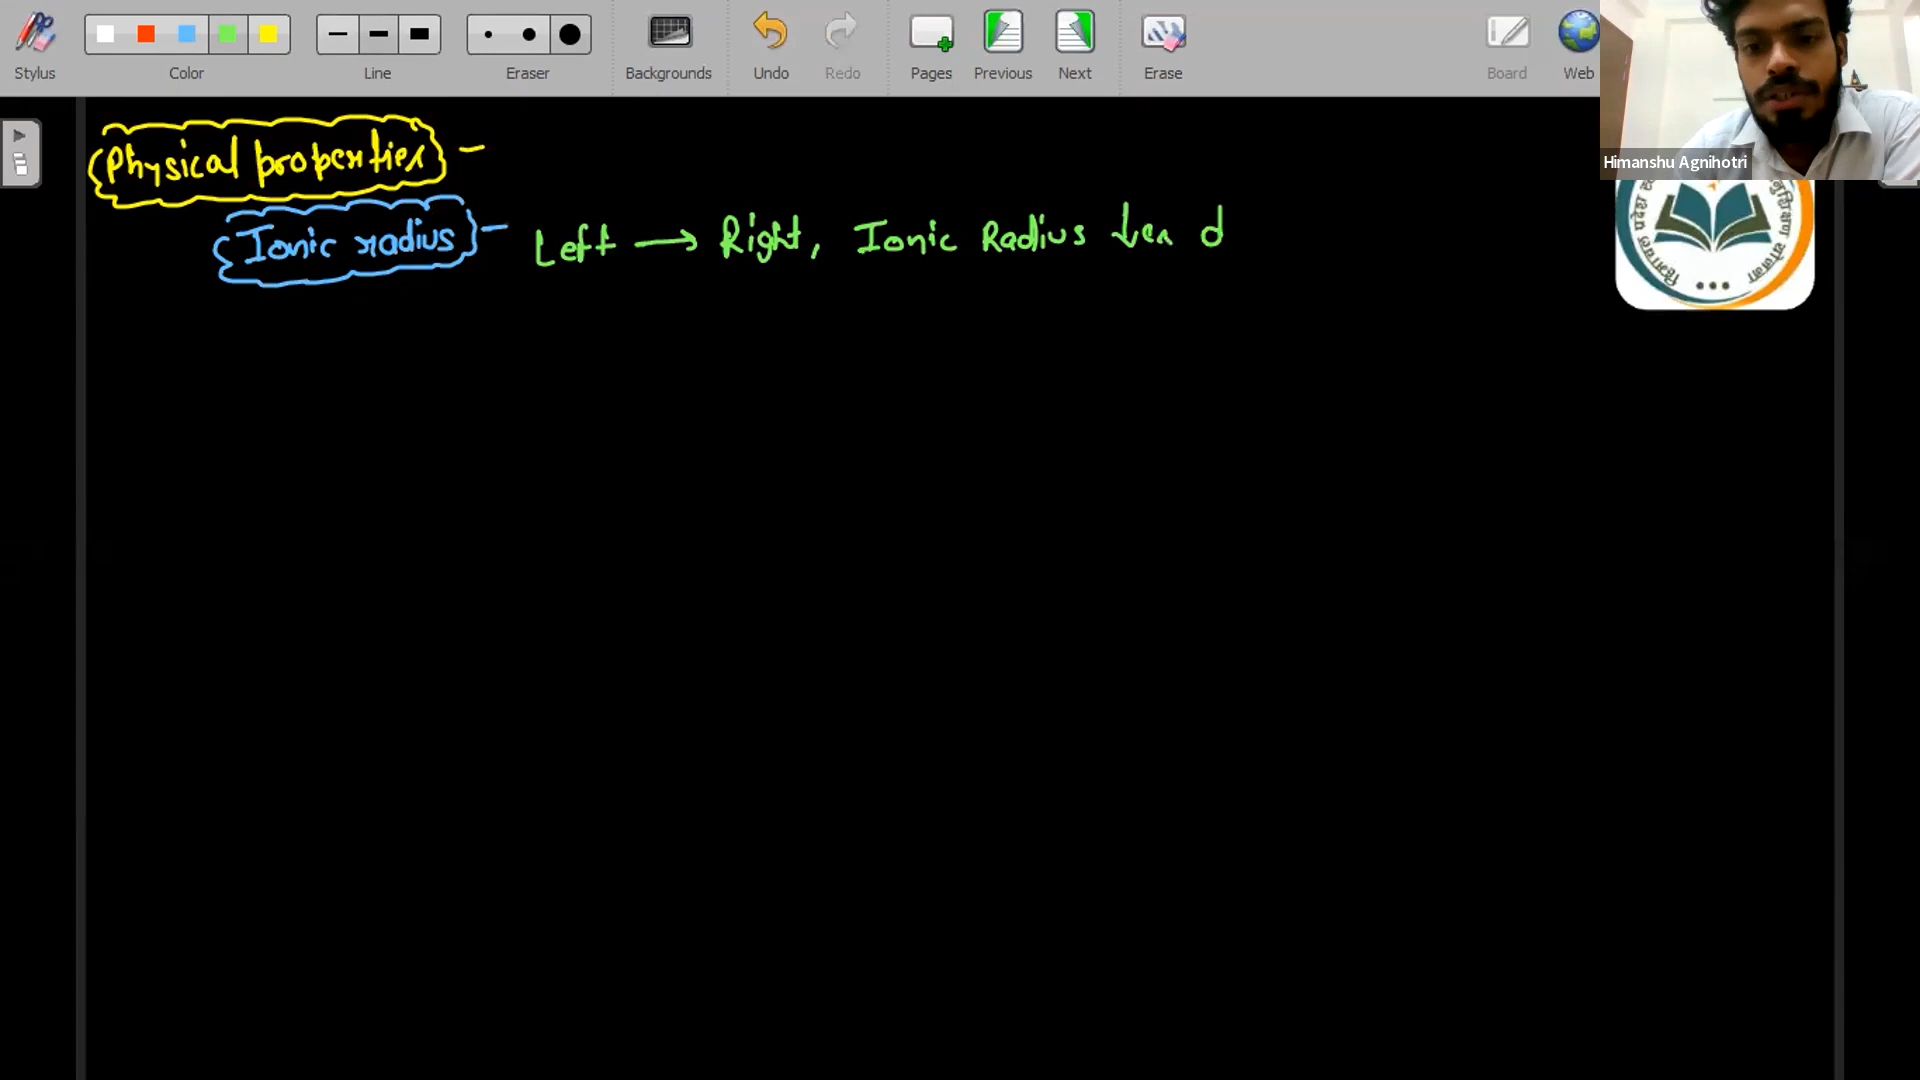 Stylus Color Line Eraser Backgrounds Undo Redo Pages Previous Next Erase Board Web
Himanshu Agnihotri
Physical properties -
Ionic radius - Left → Right, Ionic Radius ↓es d